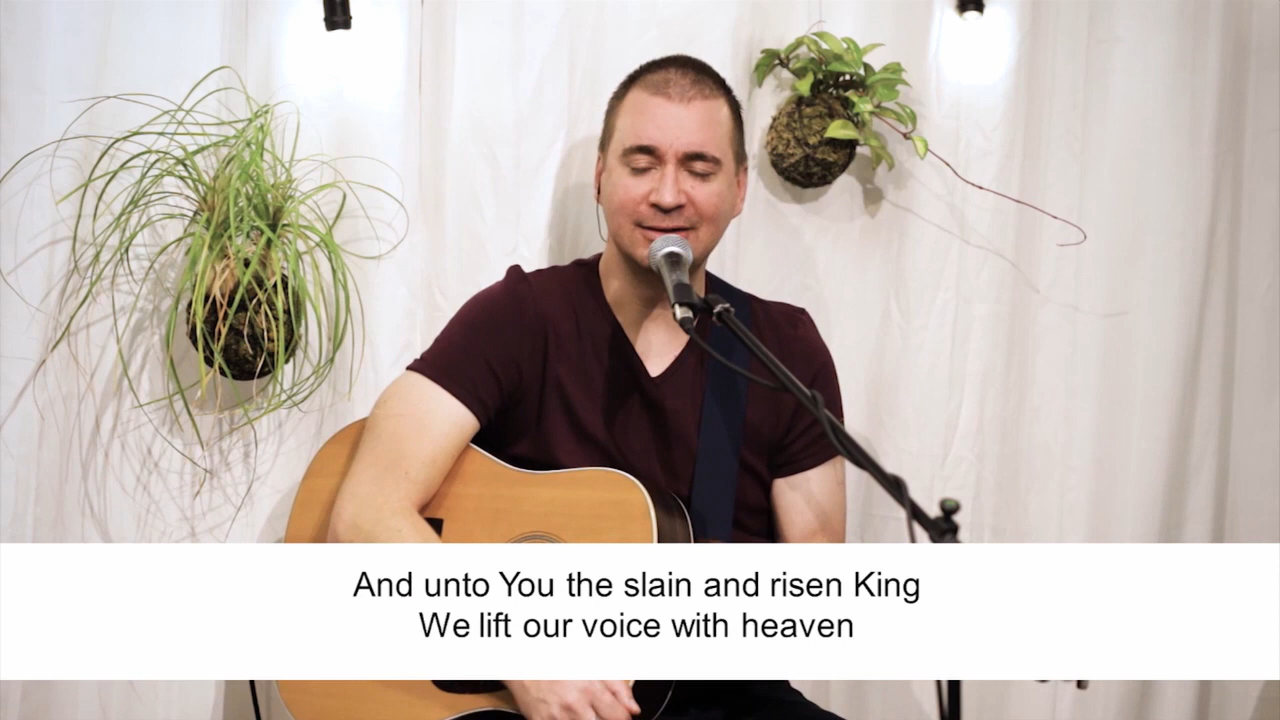 And unto You the slain and risen King
We lift our voice with heaven